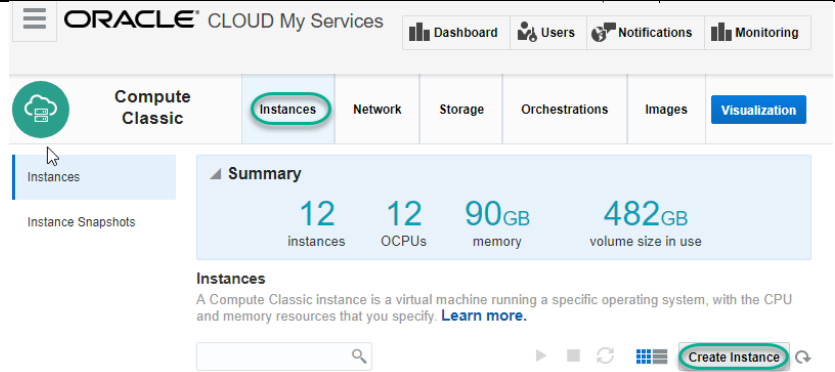 ORACLE® CLOUD My Services
Dashboard
Users
Notifications
Monitoring
Compute
Classic
Instances
Network
Storage
Orchestrations
Images
Visualization
Instances
Instance Snapshots
Summary
12
instances
12
OCPUs
90GB
memory
482GB
volume size in use
Instances
A Compute Classic instance is a virtual machine running a specific operating system, with the CPU
and memory resources that you specify. Learn more.
Create Instance